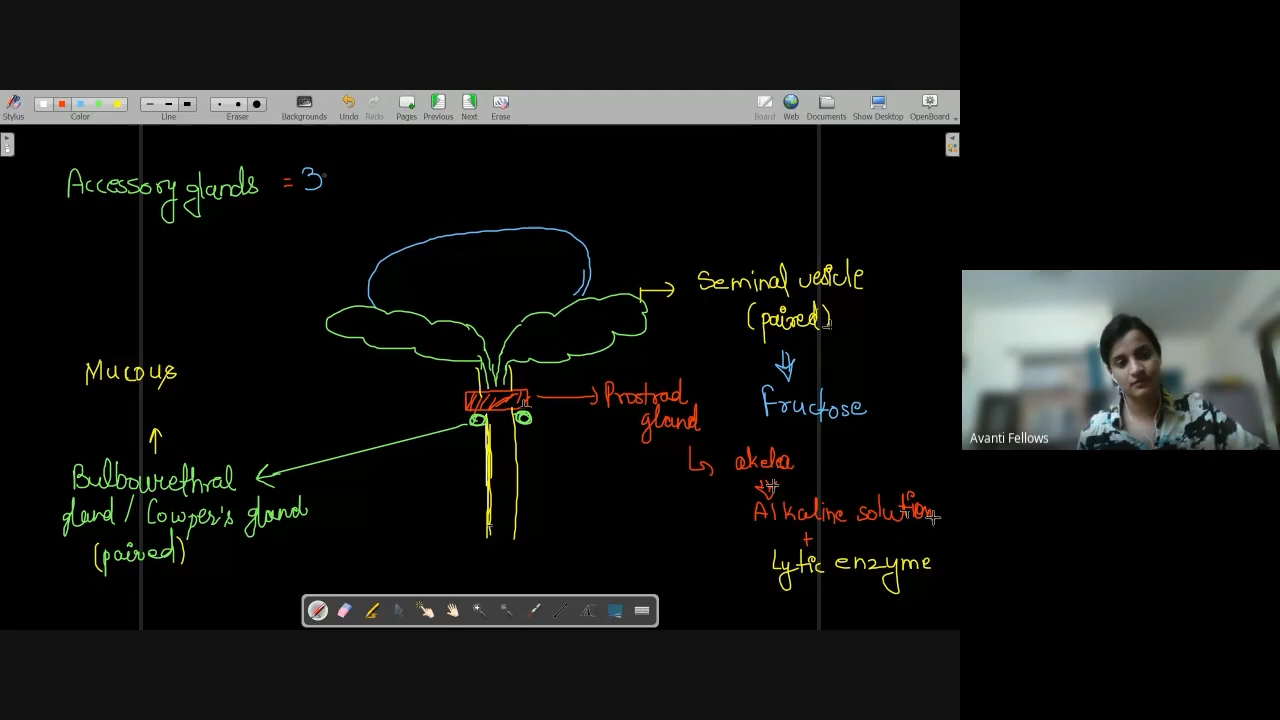 Stylus
Color
Line
Eraser
Backgrounds
Undo
Redo
Pages
Previous
Next
Erase
Board
Web
Documents
Show Desktop
OpenBoard
Accessory glands = 3
Seminal vesicle
(paired)
Fructose
Mucous
Prostrad
gland
akela
Alkaline solution
+
Lytic enzyme
Bulbourethral
gland / Cowper's gland
(paired)
Avanti Fellows